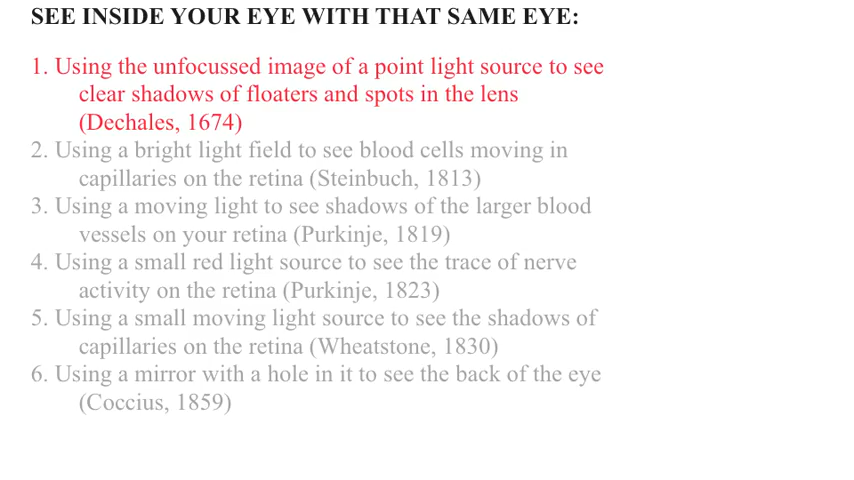 SEE INSIDE YOUR EYE WITH THAT SAME EYE:
1. Using the unfocussed image of a point light source to see
clear shadows of floaters and spots in the lens
(Dechales, 1674)
2. Using a bright light field to see blood cells moving in
capillaries on the retina (Steinbuch, 1813)
3. Using a moving light to see shadows of the larger blood
vessels on your retina (Purkinje, 1819)
4. Using a small red light source to see the trace of nerve
activity on the retina (Purkinje, 1823)
5. Using a small moving light source to see the shadows of
capillaries on the retina (Wheatstone, 1830)
6. Using a mirror with a hole in it to see the back of the eye
(Coccius, 1859)